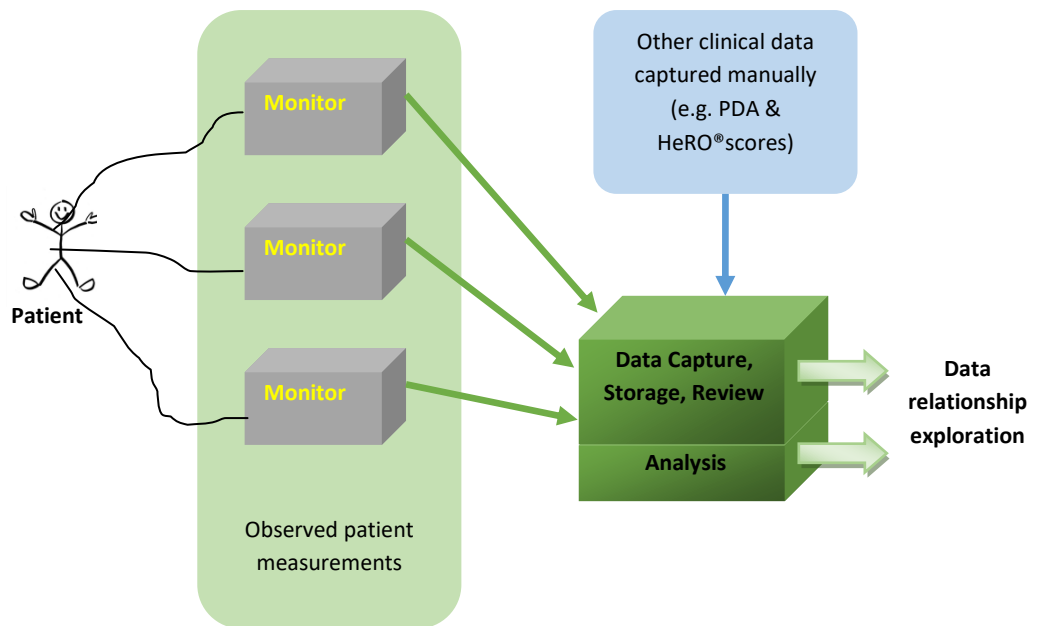 Other clinical data
captured manually
(e.g. PDA &
HeRO®scores)
Monitor
Monitor
Monitor
Patient
Data Capture,
Storage, Review
Analysis
Data
relationship
exploration
Observed patient
measurements